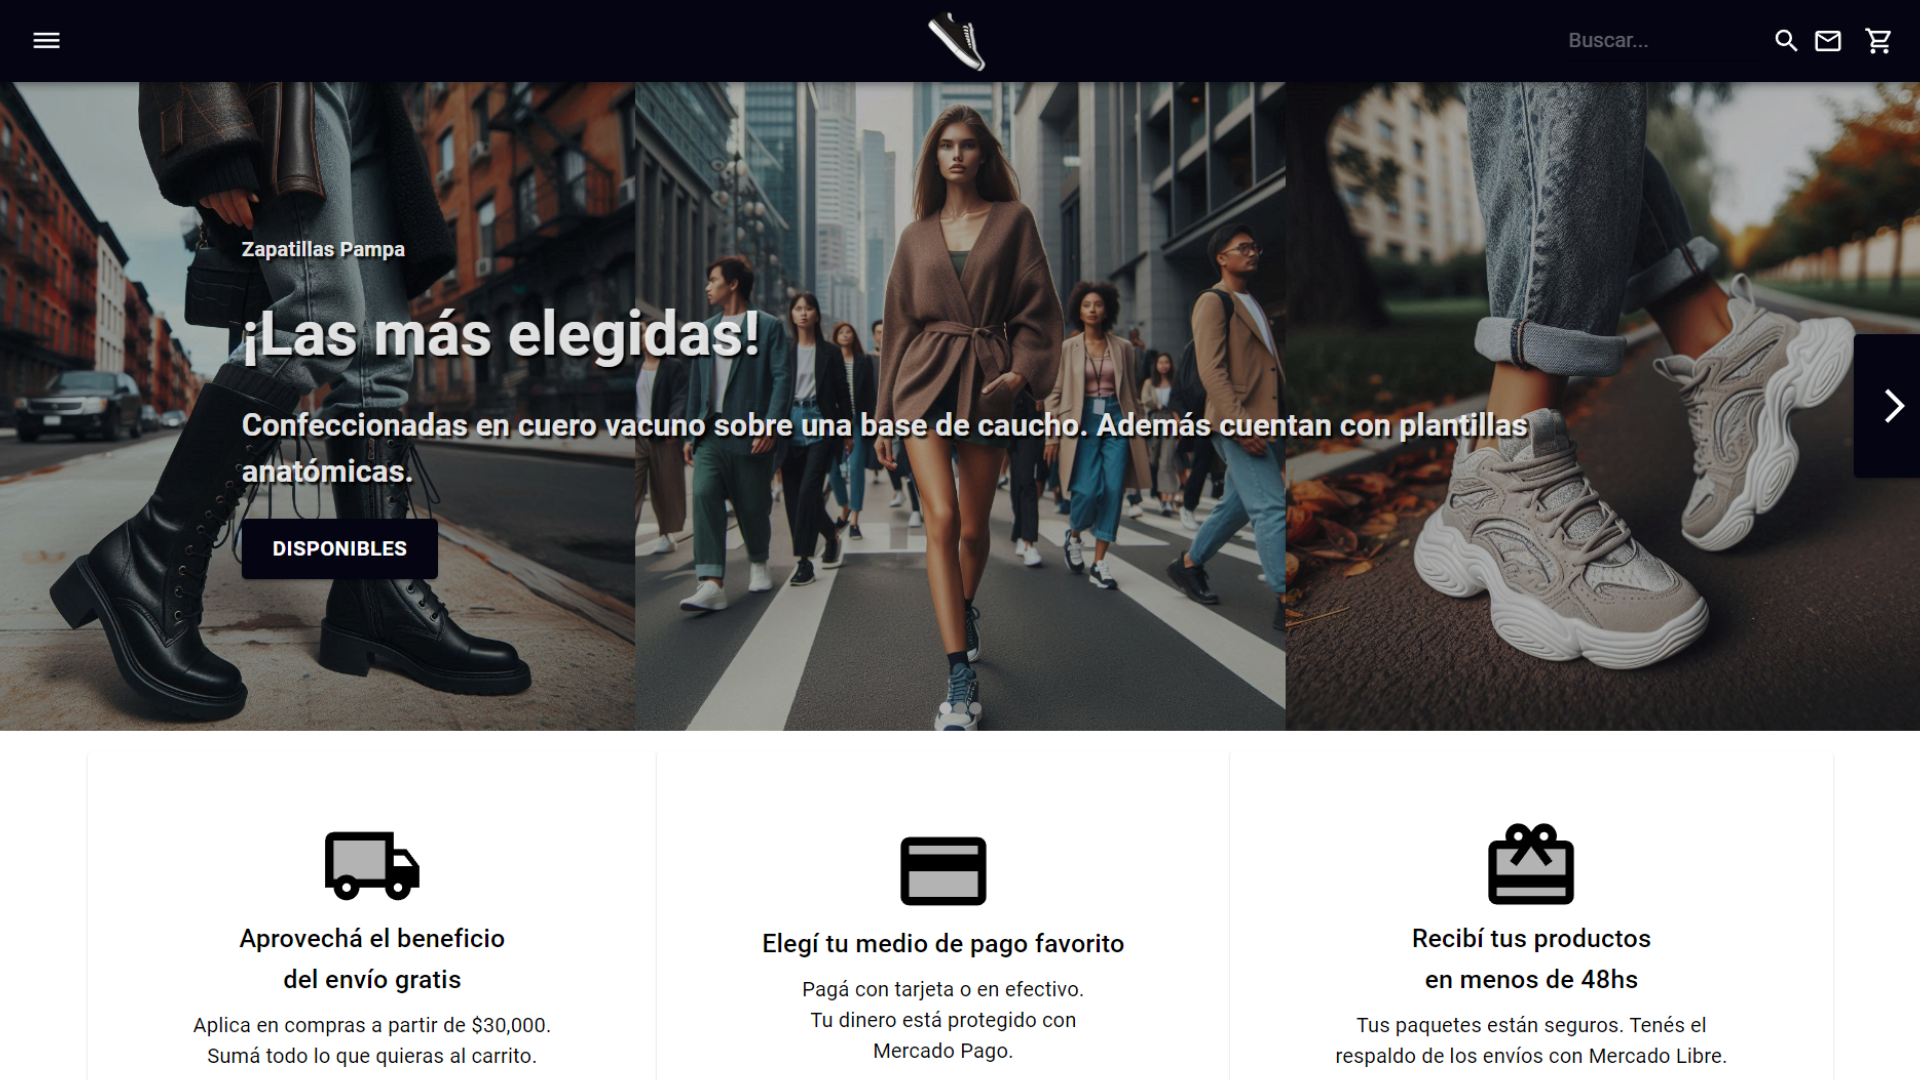 Buscar...
Zapatillas Pampa
¡Las más elegidas!
Confeccionadas en cuero vacuno sobre una base de caucho. Además cuentan con plantillas
anatómicas.
DISPONIBLES
Aprovechá el beneficio
del envío gratis
Aplica en compras a partir de $30,000.
Sumá todo lo que quieras al carrito.
Elegí tu medio de pago favorito
Pagá con tarjeta o en efectivo.
Tu dinero está protegido con
Mercado Pago.
Recibí tus productos
en menos de 48hs
Tus paquetes están seguros. Tenés el
respaldo de los envíos con Mercado Libre.